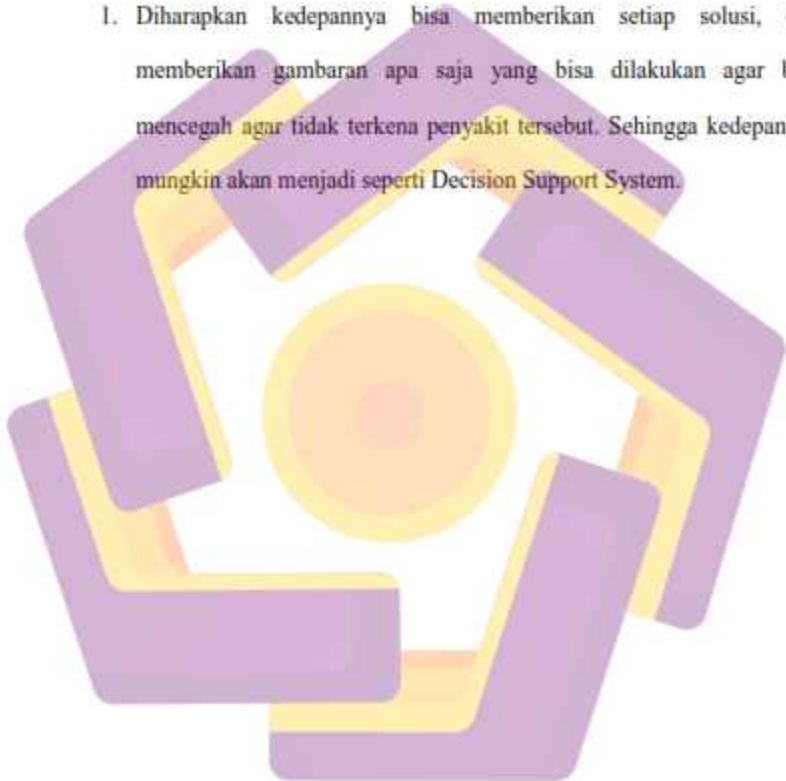 1. Diharapkan kedepannya bisa memberikan setiap solusi,
memberikan gambaran apa saja yang bisa dilakukan agar
mencegah agar tidak terkena penyakit tersebut. Sehingga
mungkin akan menjadi seperti Decision Support System.